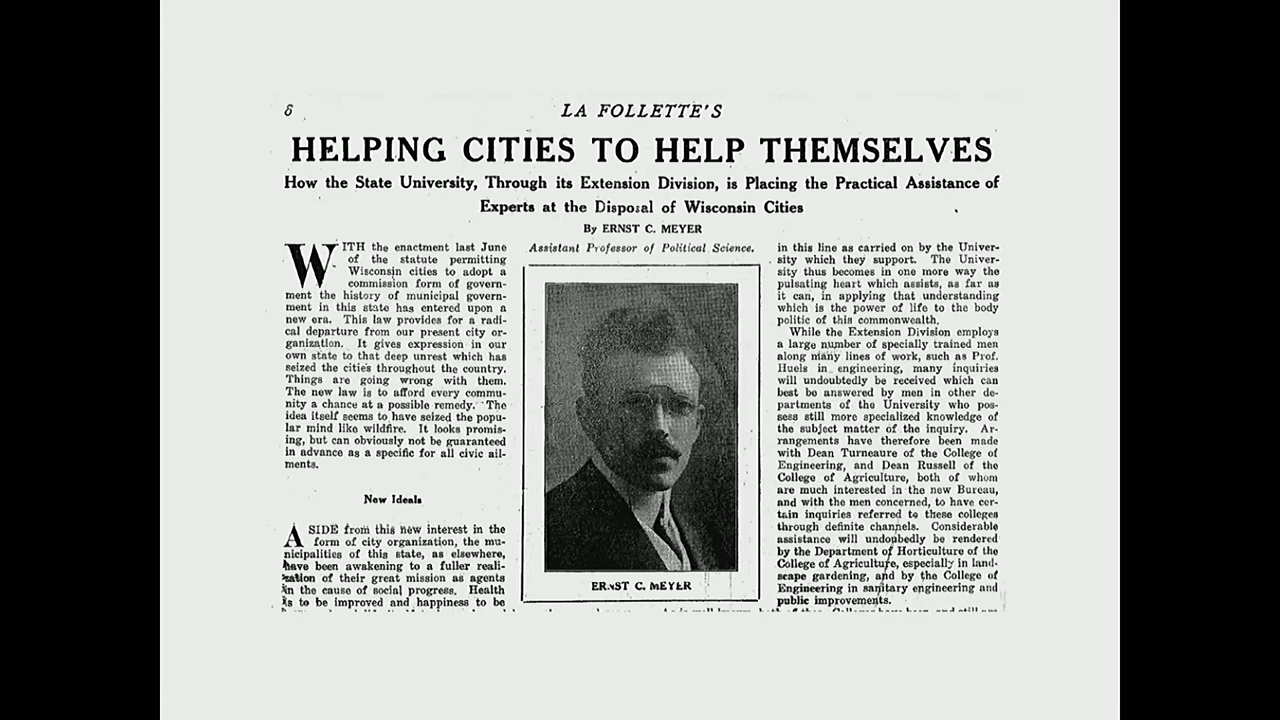 8
LA FOLLETTE'S
HELPING CITIES TO HELP THEMSELVES
How the State University, Through its Extension Division, is Placing the Practical Assistance of
Experts at the Disposal of Wisconsin Cities
By ERNST C. MEYER
Assistant Professor of Political Science.
WITH the enactment last June
of the statute permitting
Wisconsin cities to adopt a
commission form of govern-
ment the history of municipal govern-
ment in this state has entered upon a
new era. This law provides for a radi-
cal departure from our present city or-
ganization. It gives expression in our
own state to that deep unrest which has
seized the cities throughout the country.
Things are going wrong with them.
The new law is to afford every commu-
nity a chance at a possible remedy. The
idea itself seems to have seized the popu-
lar mind like wildfire. It looks promis-
ing, but can obviously not be guaranteed
in advance as a specific for all civic ail-
ments.
New Ideals
ASIDE from this new interest in the
form of city organization, the mu-
nicipalities of this state, as elsewhere,
have been awakening to a fuller reali-
zation of their great mission as agents
in the cause of social progress. Health
is to be improved and happiness to be
ERNST C. MEYER
in this line as carried on by the Univer-
sity which they support. The Univer-
sity thus becomes in one more way the
pulsating heart which assists, as far as
it can, in applying that understanding
which is the power of life to the body
politic of this commonwealth.
While the Extension Division employs
a large number of specially trained men
along many lines of work, such as Prof.
Huels in engineering, many inquiries
will undoubtedly be received which can
best be answered by men in other de-
partments of the University who pos-
sess still more specialized knowledge of
the subject matter of the inquiry. Ar-
rangements have therefore been made
with Dean Turneaure of the College of
Engineering, and Dean Russell of the
College of Agriculture, both of whom
are much interested in the new Bureau,
and with the men concerned, to have cer-
tain inquiries referred to these colleges
through definite channels. Considerable
assistance will undoubedly be rendered
by the Department of Horticulture of the
College of Agriculture, especially in land-
scape gardening, and by the College of
Engineering in sanitary engineering and
public improvements.